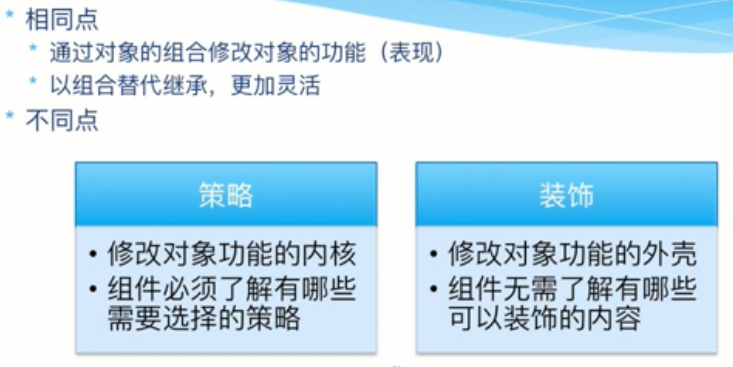 * 相同点
* 通过对象的组合修改对象的功能（表现）
* 以组合替代继承，更加灵活
* 不同点
策略
• 修改对象功能的内核
• 组件必须了解有哪些
需要选择的策略
装饰
• 修改对象功能的外壳
• 组件无需了解有哪些
可以装饰的内容